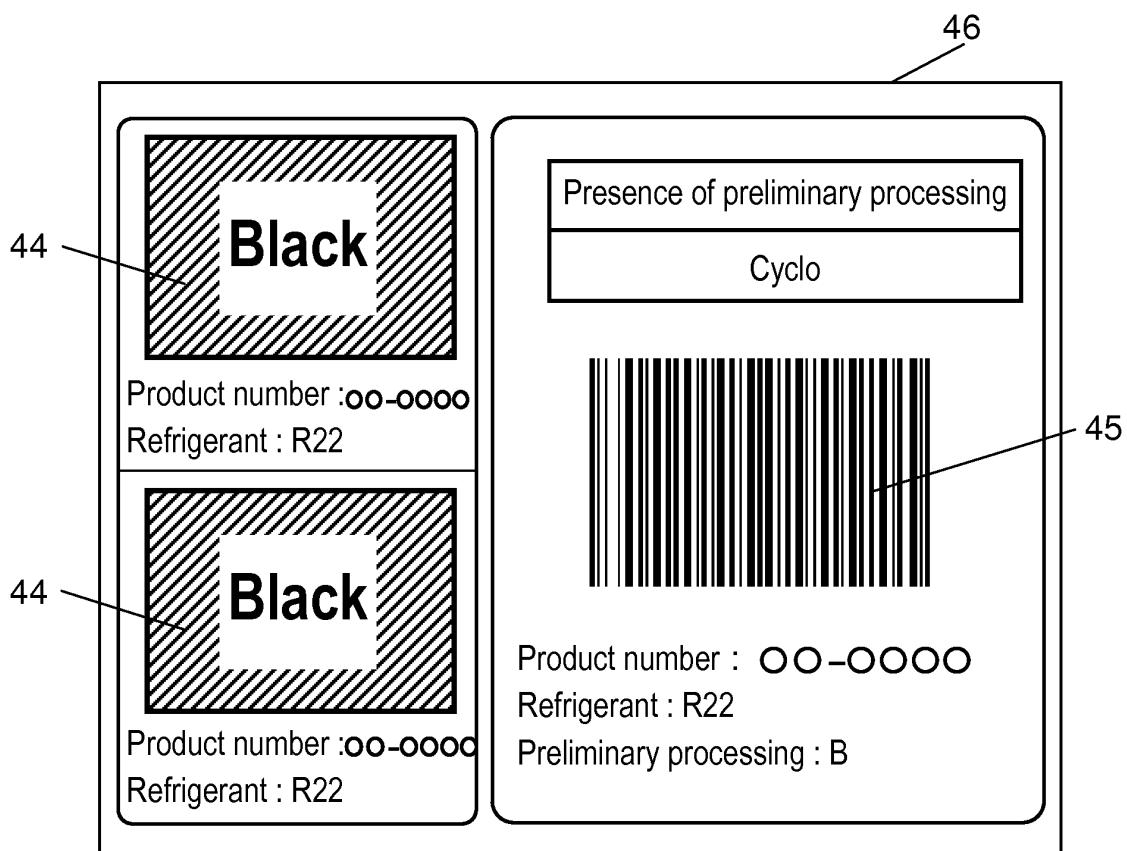 46
44
Black
Product number :oo-oooo
Refrigerant : R22
44
Black
Product number :oo-oooo
Refrigerant : R22
Presence of preliminary processing
Cyclo
45
Product number : OO-OOOO
Refrigerant : R22
Preliminary processing : B